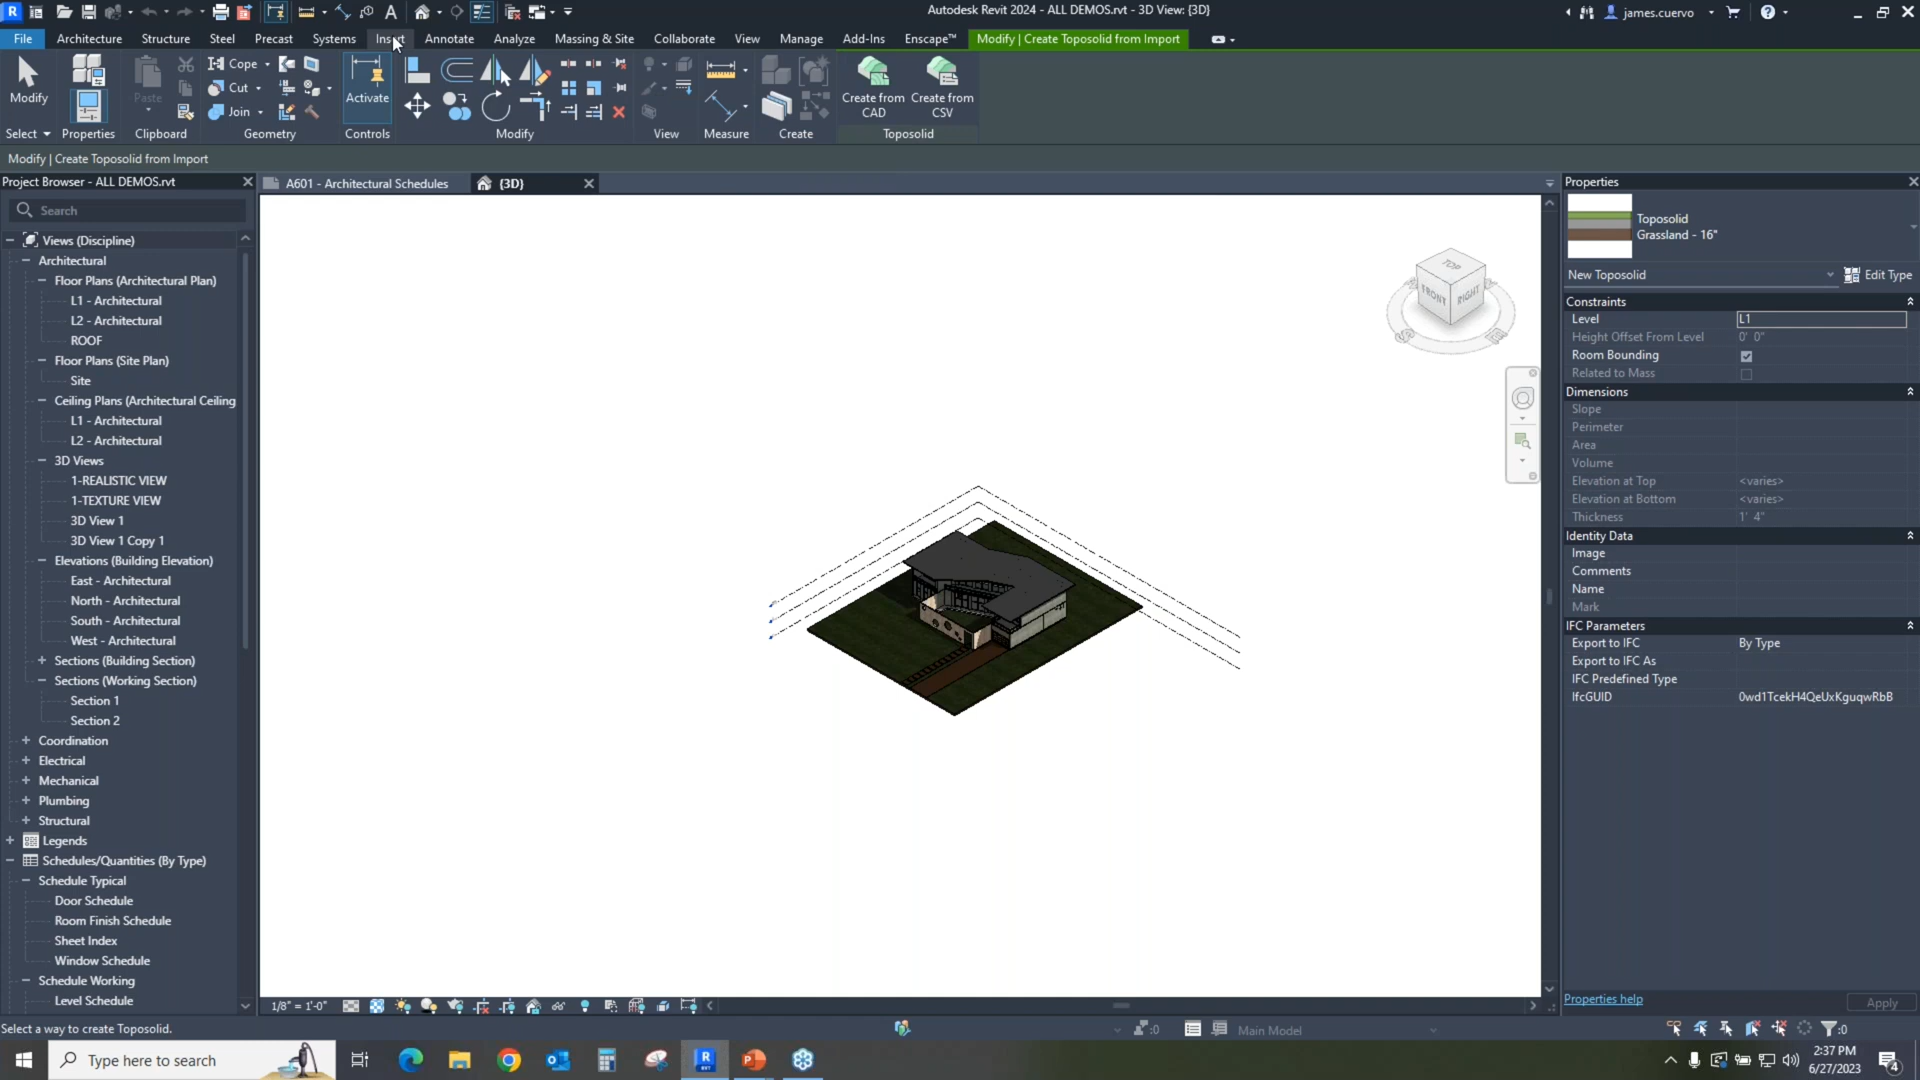 Autodesk Revit 2024 - ALL DEMOS.rvt - 3D View: {3D}
james.cuervo
File Architecture Structure Steel Precast Systems Insert Annotate Analyze Massing & Site Collaborate View Manage Add-Ins Enscape™ Modify | Create Toposolid from Import
Modify
Paste
Cope
Cut
Join
Activate
Create from CAD
Create from CSV
Select Properties Clipboard Geometry Controls Modify View Measure Create Toposolid
Modify | Create Toposolid from Import
Project Browser - ALL DEMOS.rvt
Search
Views (Discipline)
Architectural
Floor Plans (Architectural Plan)
L1 - Architectural
L2 - Architectural
ROOF
Floor Plans (Site Plan)
Site
Ceiling Plans (Architectural Ceiling
L1 - Architectural
L2 - Architectural
3D Views
1-REALISTIC VIEW
1-TEXTURE VIEW
3D View 1
3D View 1 Copy 1
Elevations (Building Elevation)
East - Architectural
North - Architectural
South - Architectural
West - Architectural
Sections (Building Section)
Sections (Working Section)
Section 1
Section 2
Coordination
Electrical
Mechanical
Plumbing
Structural
Legends
Schedules/Quantities (By Type)
Schedule Typical
Door Schedule
Room Finish Schedule
Sheet Index
Window Schedule
Schedule Working
Level Schedule
A601 - Architectural Schedules
{3D}
TOP
FRONT
RIGHT
1/8" = 1'-0"
Properties
Toposolid
Grassland - 16"
New Toposolid
Edit Type
Constraints
Level L1
Height Offset From Level 0' 0"
Room Bounding
Related to Mass
Dimensions
Slope
Perimeter
Area
Volume
Elevation at Top <varies>
Elevation at Bottom <varies>
Thickness 1' 4"
Identity Data
Image
Comments
Name
Mark
IFC Parameters
Export to IFC By Type
Export to IFC As
IFC Predefined Type
IfcGUID 0wd1TcekH4QeUxKguqwRbB
Properties help
Apply
Select a way to create Toposolid.
:0
Main Model
:0
Type here to search
2:37 PM
6/27/2023
4